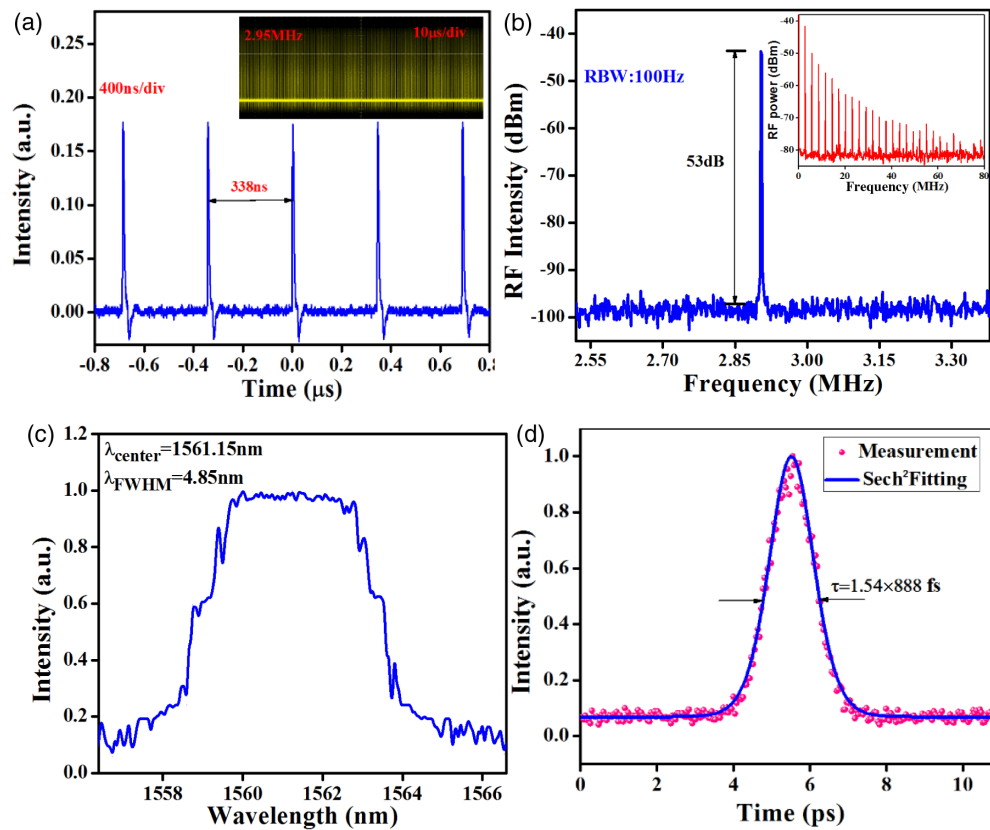 (a)
2.95MHz
10μs/div
400ns/div
338ns
0.25
0.20
0.15
0.10
0.05
0.00
-0.8 -0.6 -0.4 -0.2 0.0 0.2 0.4 0.6 0.8
Intensity (a.u.)
Time (μs)
(b)
RBW:100Hz
53dB
-40
-50
-60
-70
-80
-90
-100
2.55 2.70 2.85 3.00 3.15 3.30
RF Intensity (dBm)
Frequency (MHz)
-40
-50
-60
-70
-80
0 20 40 60 80
RF power (dBm)
Frequency (MHz)
(c)
λcenter=1561.15nm
λFWHM=4.85nm
1.2
1.0
0.8
0.6
0.4
0.2
0.0
1558 1560 1562 1564 1566
Intensity (a.u.)
Wavelength (nm)
(d)
Measurement
Sech²Fitting
τ=1.54×888 fs
1.0
0.8
0.6
0.4
0.2
0.0
0 2 4 6 8 10
Intensity (a.u.)
Time (ps)